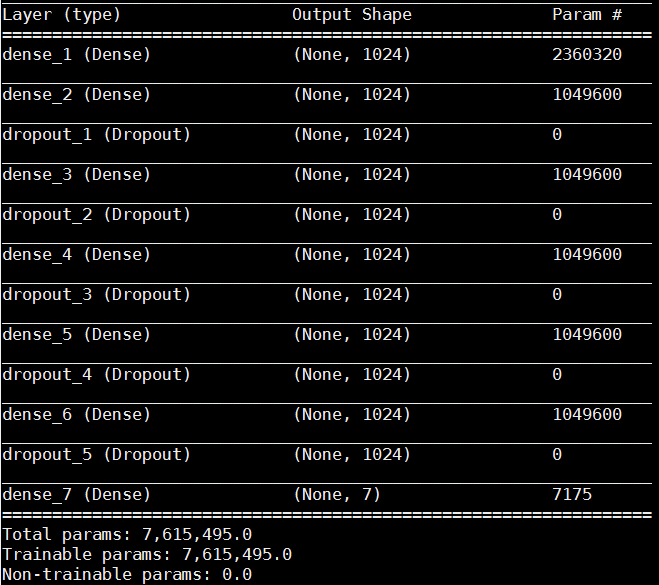 Layer (type) Output Shape Param #
dense_1 (Dense) (None, 1024) 2360320
dense_2 (Dense) (None, 1024) 1049600
dropout_1 (Dropout) (None, 1024) 0
dense_3 (Dense) (None, 1024) 1049600
dropout_2 (Dropout) (None, 1024) 0
dense_4 (Dense) (None, 1024) 1049600
dropout_3 (Dropout) (None, 1024) 0
dense_5 (Dense) (None, 1024) 1049600
dropout_4 (Dropout) (None, 1024) 0
dense_6 (Dense) (None, 1024) 1049600
dropout_5 (Dropout) (None, 1024) 0
dense_7 (Dense) (None, 7) 7175
Total params: 7,615,495.0
Trainable params: 7,615,495.0
Non-trainable params: 0.0